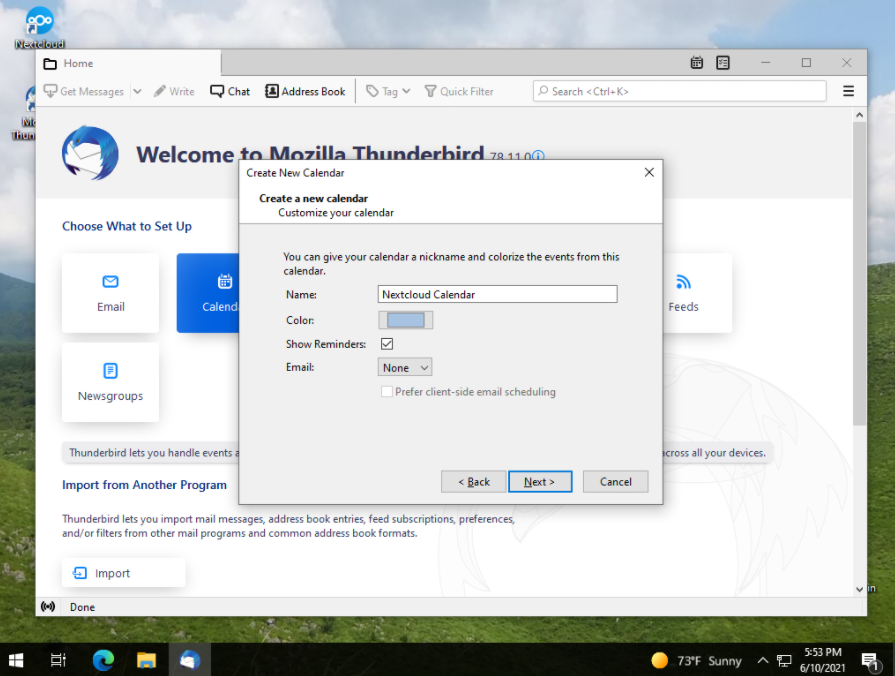 Nextcloud
Home
Get Messages
Write
Chat
Address Book
Tag
Quick Filter
Search <Ctrl+K>
Welcome to Mozilla Thunderbird 78.11.0
Create New Calendar
Create a new calendar
Customize your calendar
Choose What to Set Up
You can give your calendar a nickname and colorize the events from this
calendar.
Email
Calend
Feeds
Name: Nextcloud Calendar
Color:
Show Reminders:
Email: None
Prefer client-side email scheduling
Newsgroups
Thunderbird lets you handle events a
across all your devices.
< Back
Next >
Cancel
Import from Another Program
Thunderbird lets you import mail messages, address book entries, feed subscriptions, preferences,
and/or filters from other mail programs and common address book formats.
Import
Done
73°F Sunny
5:53 PM
6/10/2021
1